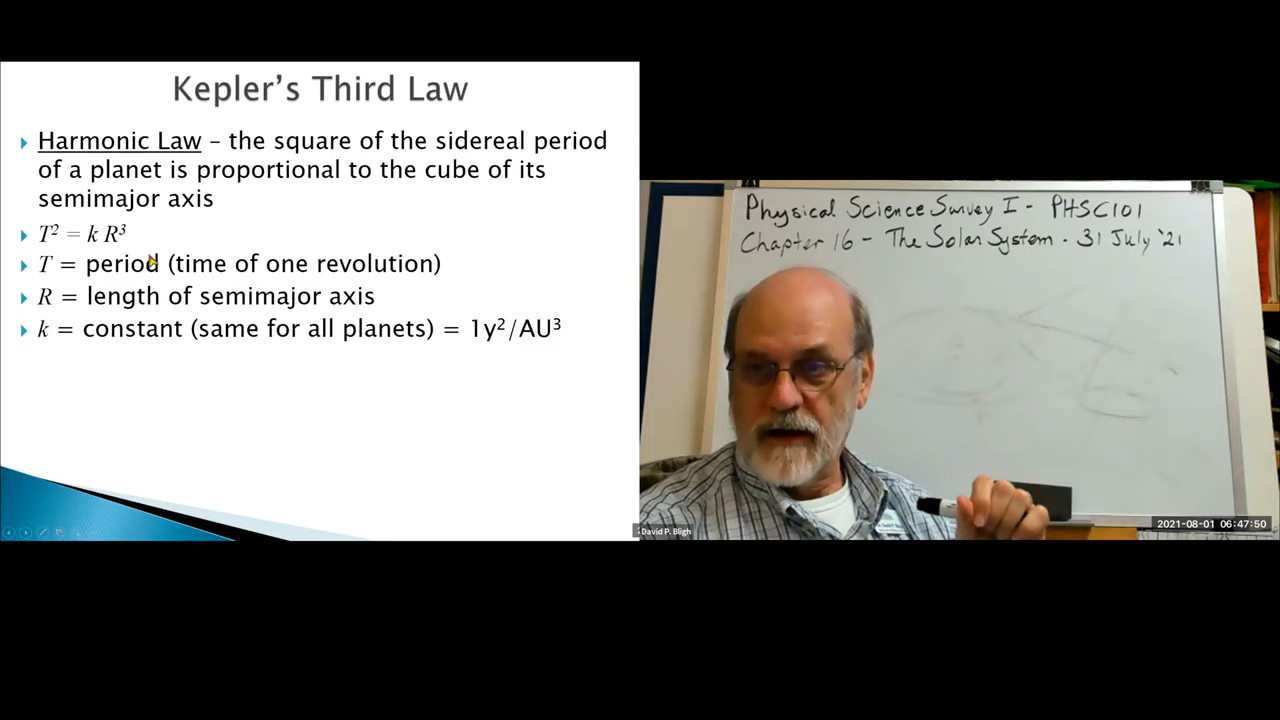 Kepler's Third Law
Harmonic Law – the square of the sidereal period
of a planet is proportional to the cube of its
semimajor axis
T² = k R³
T = period (time of one revolution)
R = length of semimajor axis
k = constant (same for all planets) = 1y²/AU³
Physical Science Survey I - PHSC101
Chapter 16 - The Solar System - 31 July '21
David P. Bligh
2021-08-01 06:47:50